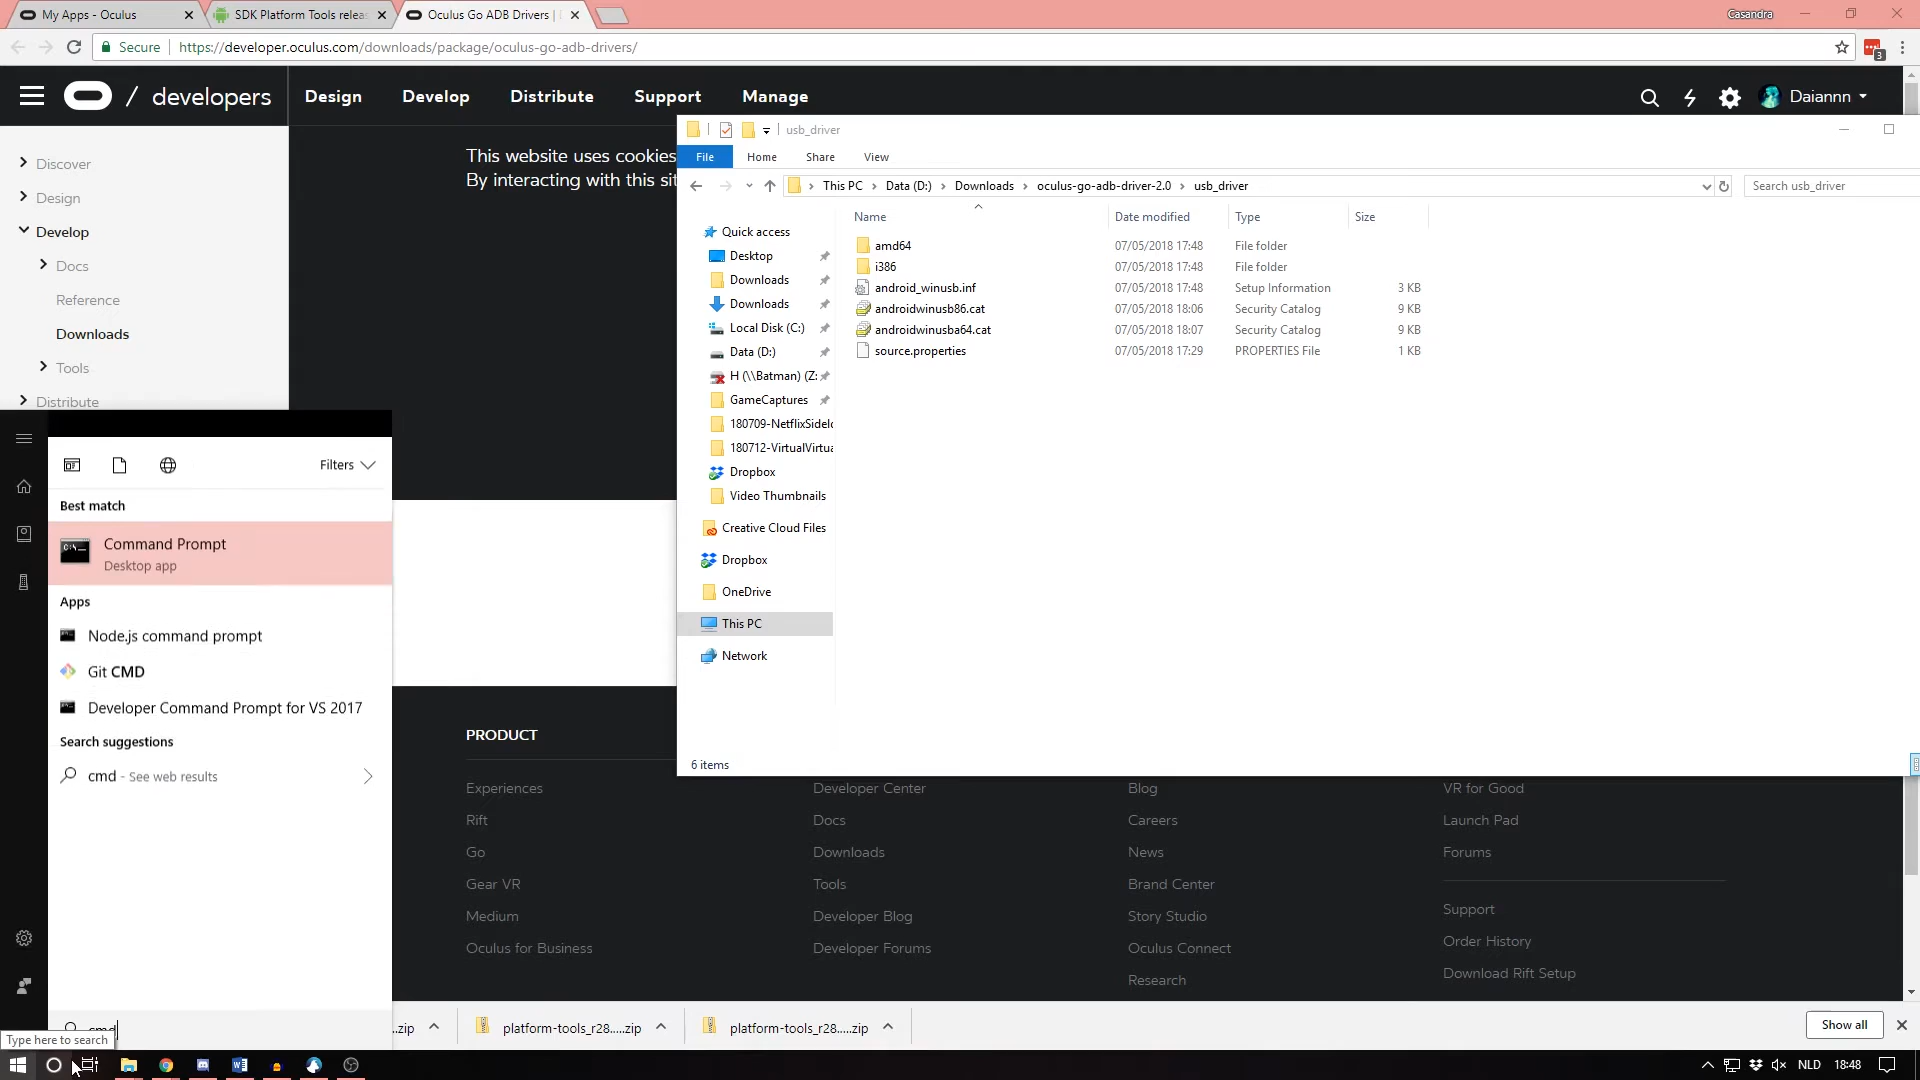 My Apps - Oculus
SDK Platform Tools releas
Oculus Go ADB Drivers |
Casandra
Secure
https://developer.oculus.com/downloads/package/oculus-go-adb-drivers/
3
/ developers
Design
Develop
Distribute
Support
Manage
Daiannn
Discover
Design
Develop
Docs
Reference
Downloads
Tools
Distribute
This website uses cookies
By interacting with this sit
usb_driver
File
Home
Share
View
This PC
Data (D:)
Downloads
oculus-go-adb-driver-2.0
usb_driver
Search usb_driver
Name
Date modified
Type
Size
amd64
07/05/2018 17:48
File folder
i386
07/05/2018 17:48
File folder
android_winusb.inf
07/05/2018 17:48
Setup Information
3 KB
androidwinusb86.cat
07/05/2018 18:06
Security Catalog
9 KB
androidwinusba64.cat
07/05/2018 18:07
Security Catalog
9 KB
source.properties
07/05/2018 17:29
PROPERTIES File
1 KB
Quick access
Desktop
Downloads
Downloads
Local Disk (C:)
Data (D:)
H (\\Batman) (Z:
GameCaptures
180709-NetflixSidelo
180712-VirtualVirtua
Dropbox
Video Thumbnails
Creative Cloud Files
Dropbox
OneDrive
This PC
Network
6 items
Filters
Best match
Command Prompt
Desktop app
Apps
Node.js command prompt
Git CMD
Developer Command Prompt for VS 2017
Search suggestions
cmd - See web results
cmd
Type here to search
PRODUCT
Experiences
Rift
Go
Gear VR
Medium
Oculus for Business
Developer Center
Docs
Downloads
Tools
Developer Blog
Developer Forums
Blog
Careers
News
Brand Center
Story Studio
Oculus Connect
Research
VR for Good
Launch Pad
Forums
Support
Order History
Download Rift Setup
..zip
platform-tools_r28.....zip
platform-tools_r28.....zip
Show all
NLD
18:48